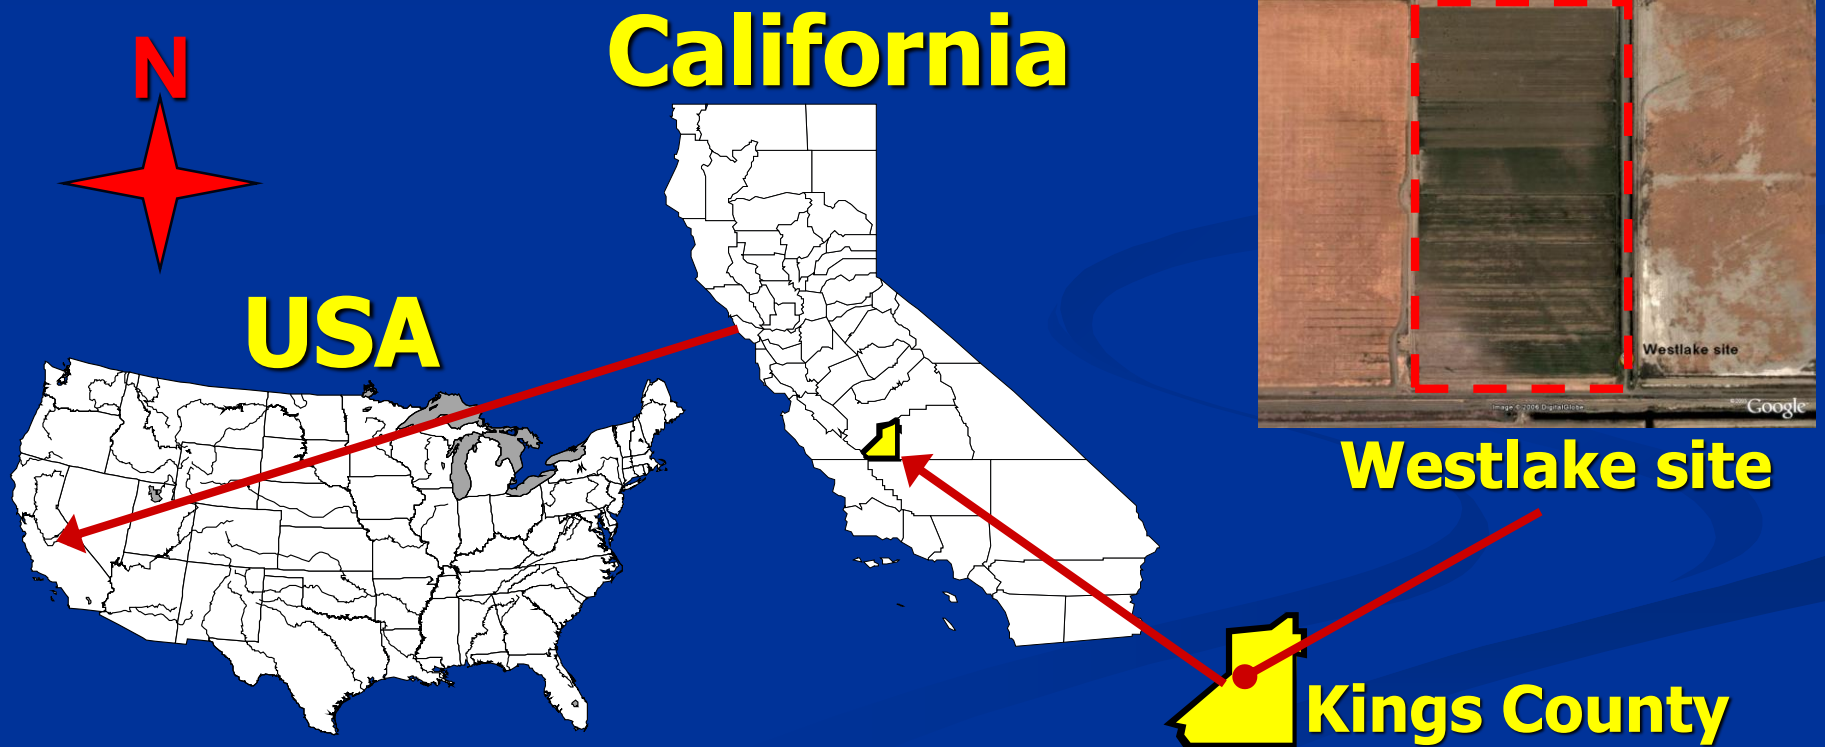 N
California
USA
Westlake site
Image © 2006 DigitalGlobe
Google
Westlake site
Kings County